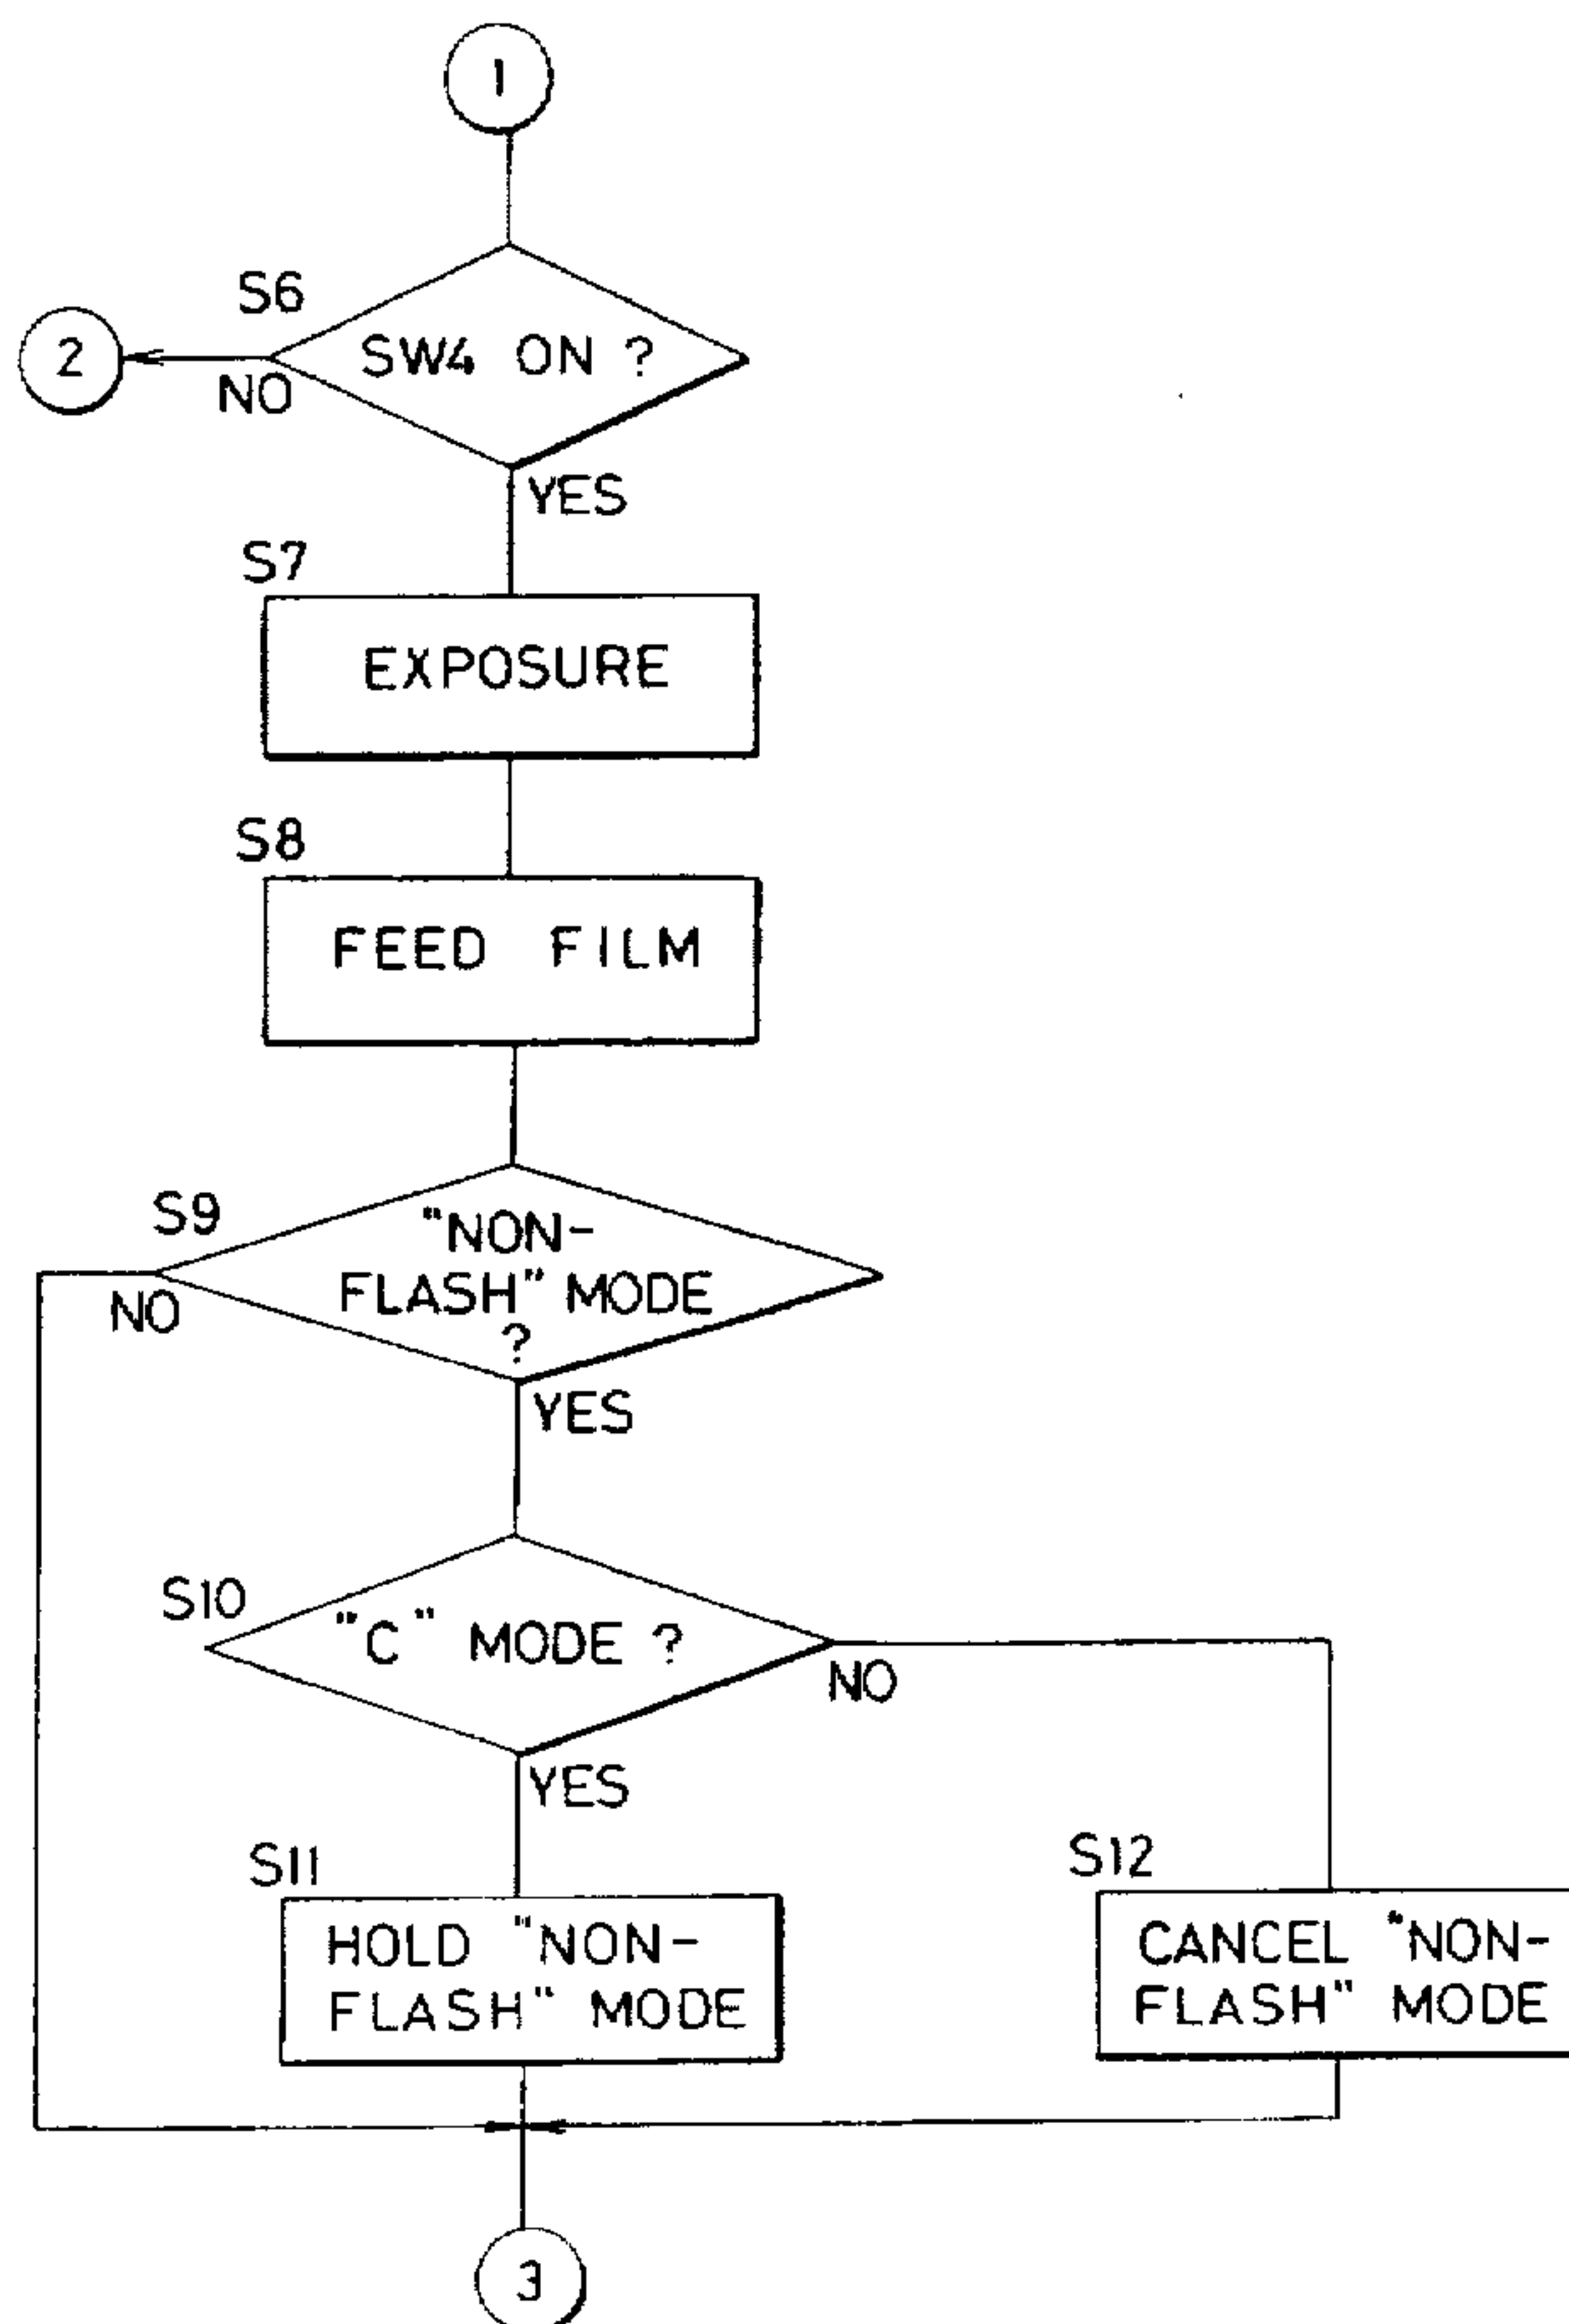 1
S6
2
SW4 ON ?
NO
YES
S7
EXPOSURE
S8
FEED FILM
S9
"NON-
FLASH" MODE
?
NO
YES
S10
"C" MODE ?
NO
YES
S11
HOLD "NON-
FLASH" MODE
S12
CANCEL "NON-
FLASH" MODE
3